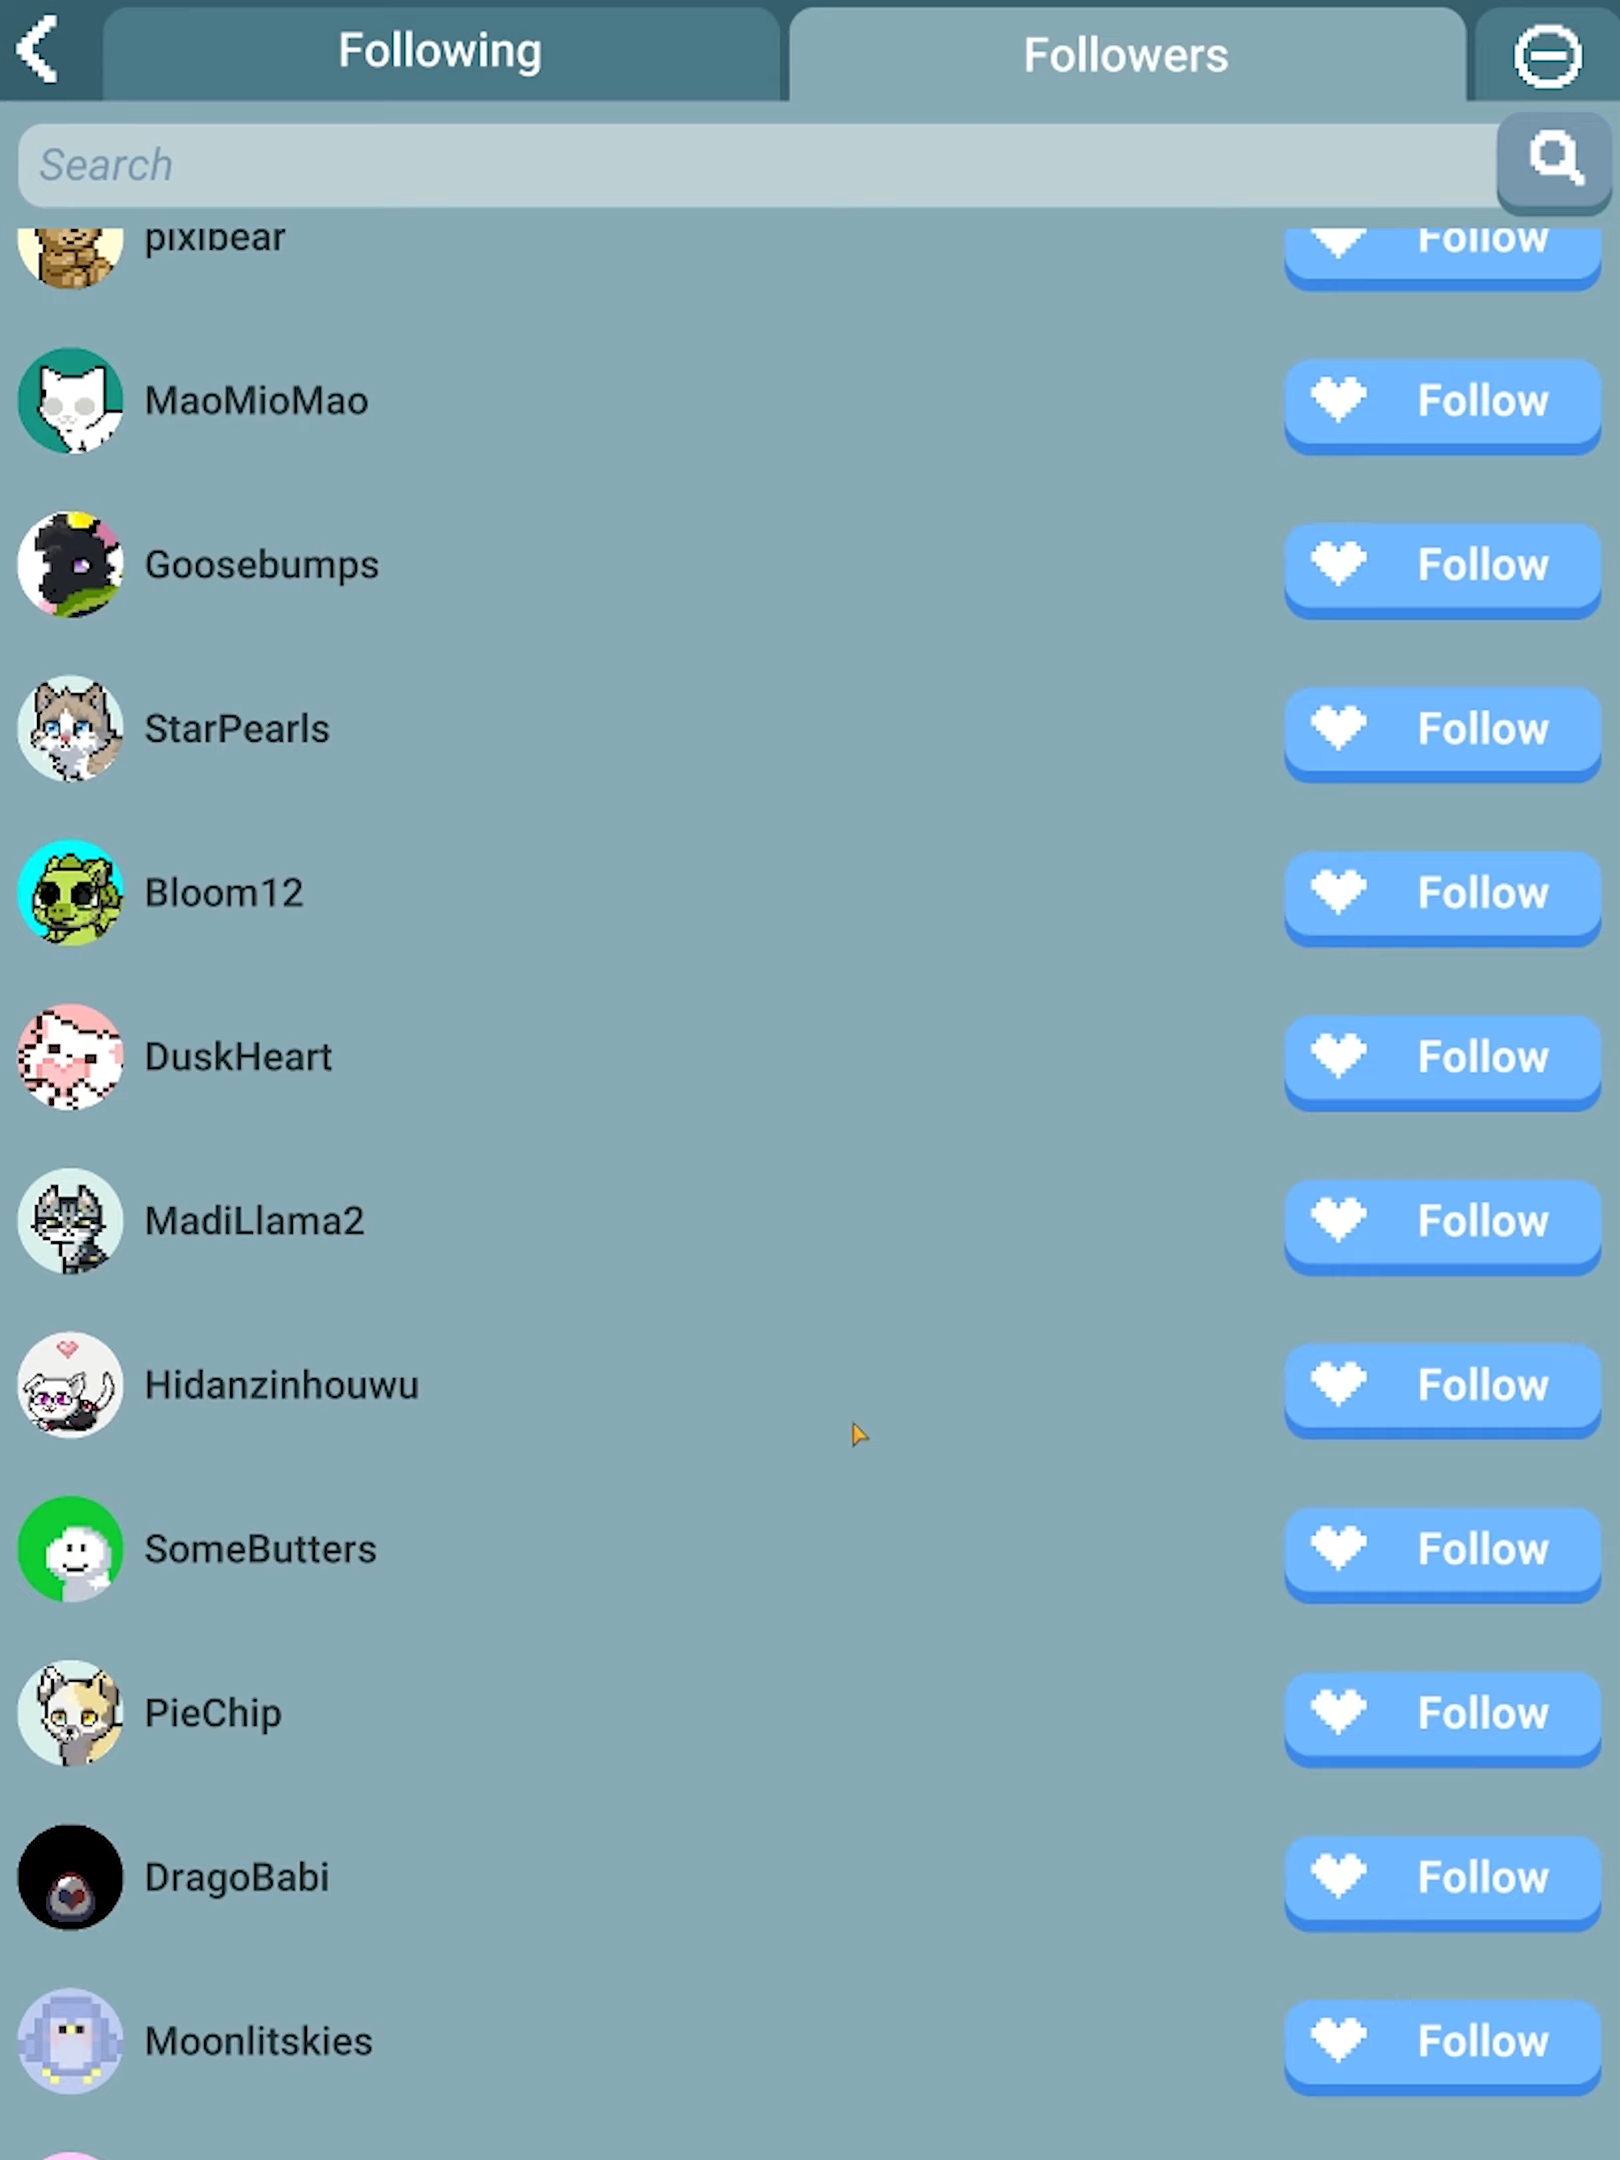 Following
Followers
Search
pixibear
Follow
MaoMioMao
Follow
Goosebumps
Follow
StarPearls
Follow
Bloom12
Follow
DuskHeart
Follow
MadiLlama2
Follow
Hidanzinhouwu
Follow
SomeButters
Follow
PieChip
Follow
DragoBabi
Follow
Moonlitskies
Follow